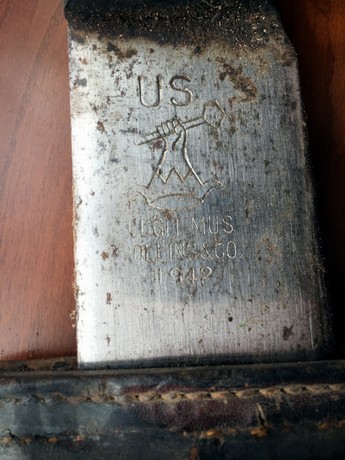 US
LEGITIMUS
COLLINS & CO.
1942